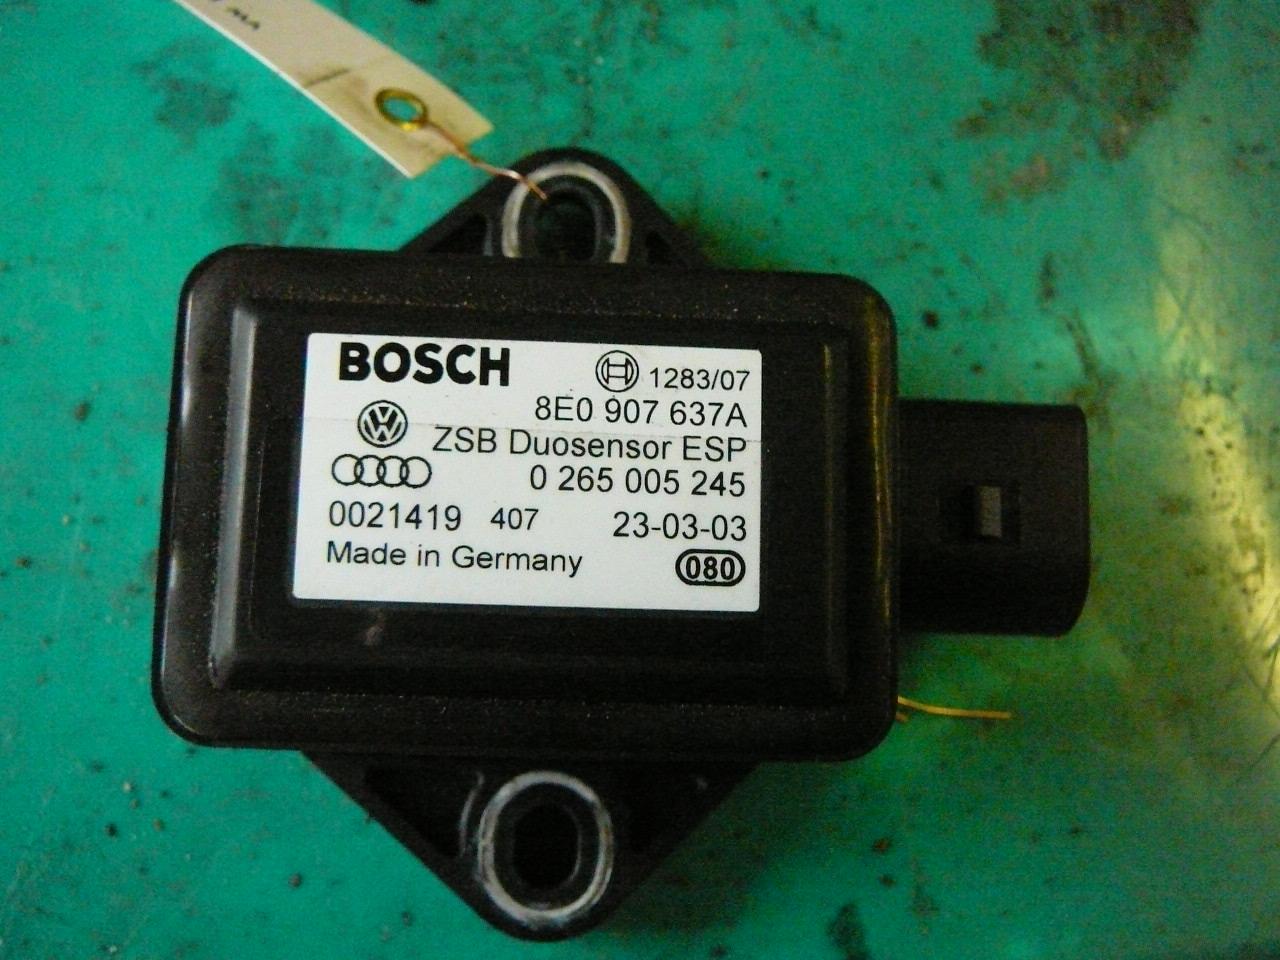 BOSCH 1283/07
8E0 907 637A
ZSB Duosensor ESP
0 265 005 245
0021419 407 23-03-03
Made in Germany 080